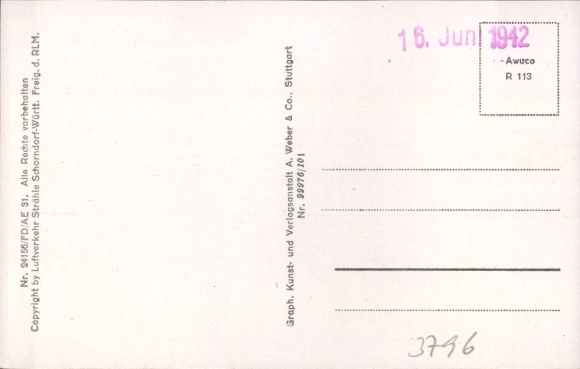 Nr. 24156/FD/AE 31. Alle Rechte vorbehalten
Copyright by Luftverkehr Strähle Schorndorf-Württ. Freig. d. RLM.
Graph. Kunst- und Verlagsanstalt A. Weber & Co., Stuttgart
Nr. 99976/101
16. Jun. 1942
Awuco
R 113
3796